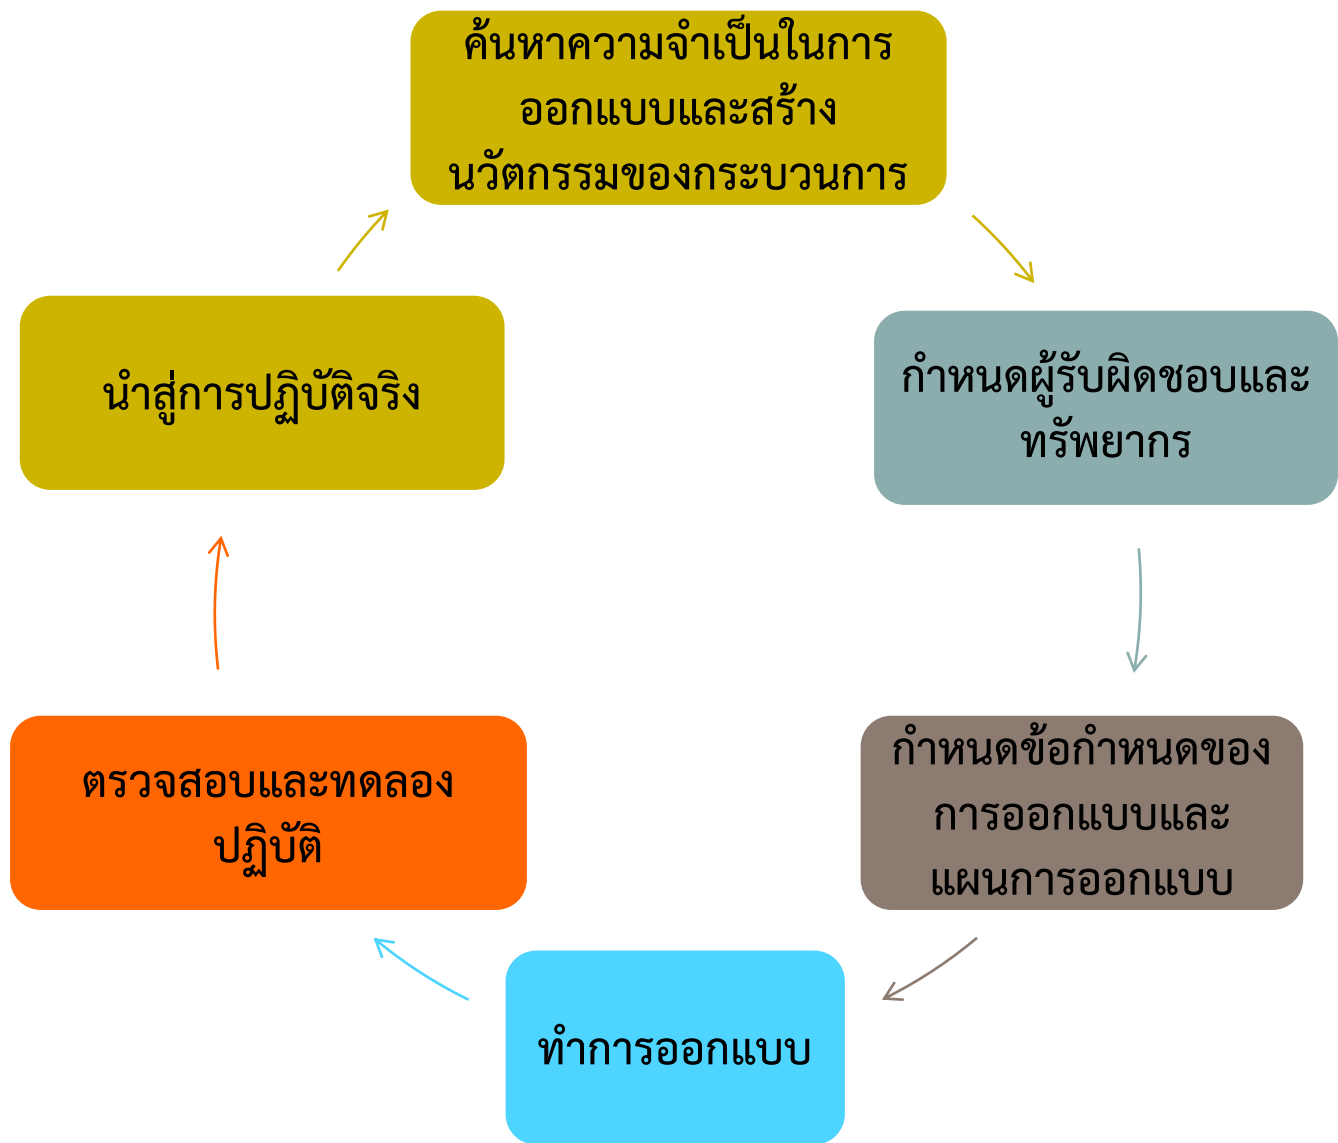 ค้นหาความจำเป็นในการ
ออกแบบและสร้าง
นวัตกรรมของกระบวนการ
กำหนดผู้รับผิดชอบและ
ทรัพยากร
กำหนดข้อกำหนดของ
การออกแบบและ
แผนการออกแบบ
ทำการออกแบบ
ตรวจสอบและทดลอง
ปฏิบัติ
นำสู่การปฏิบัติจริง